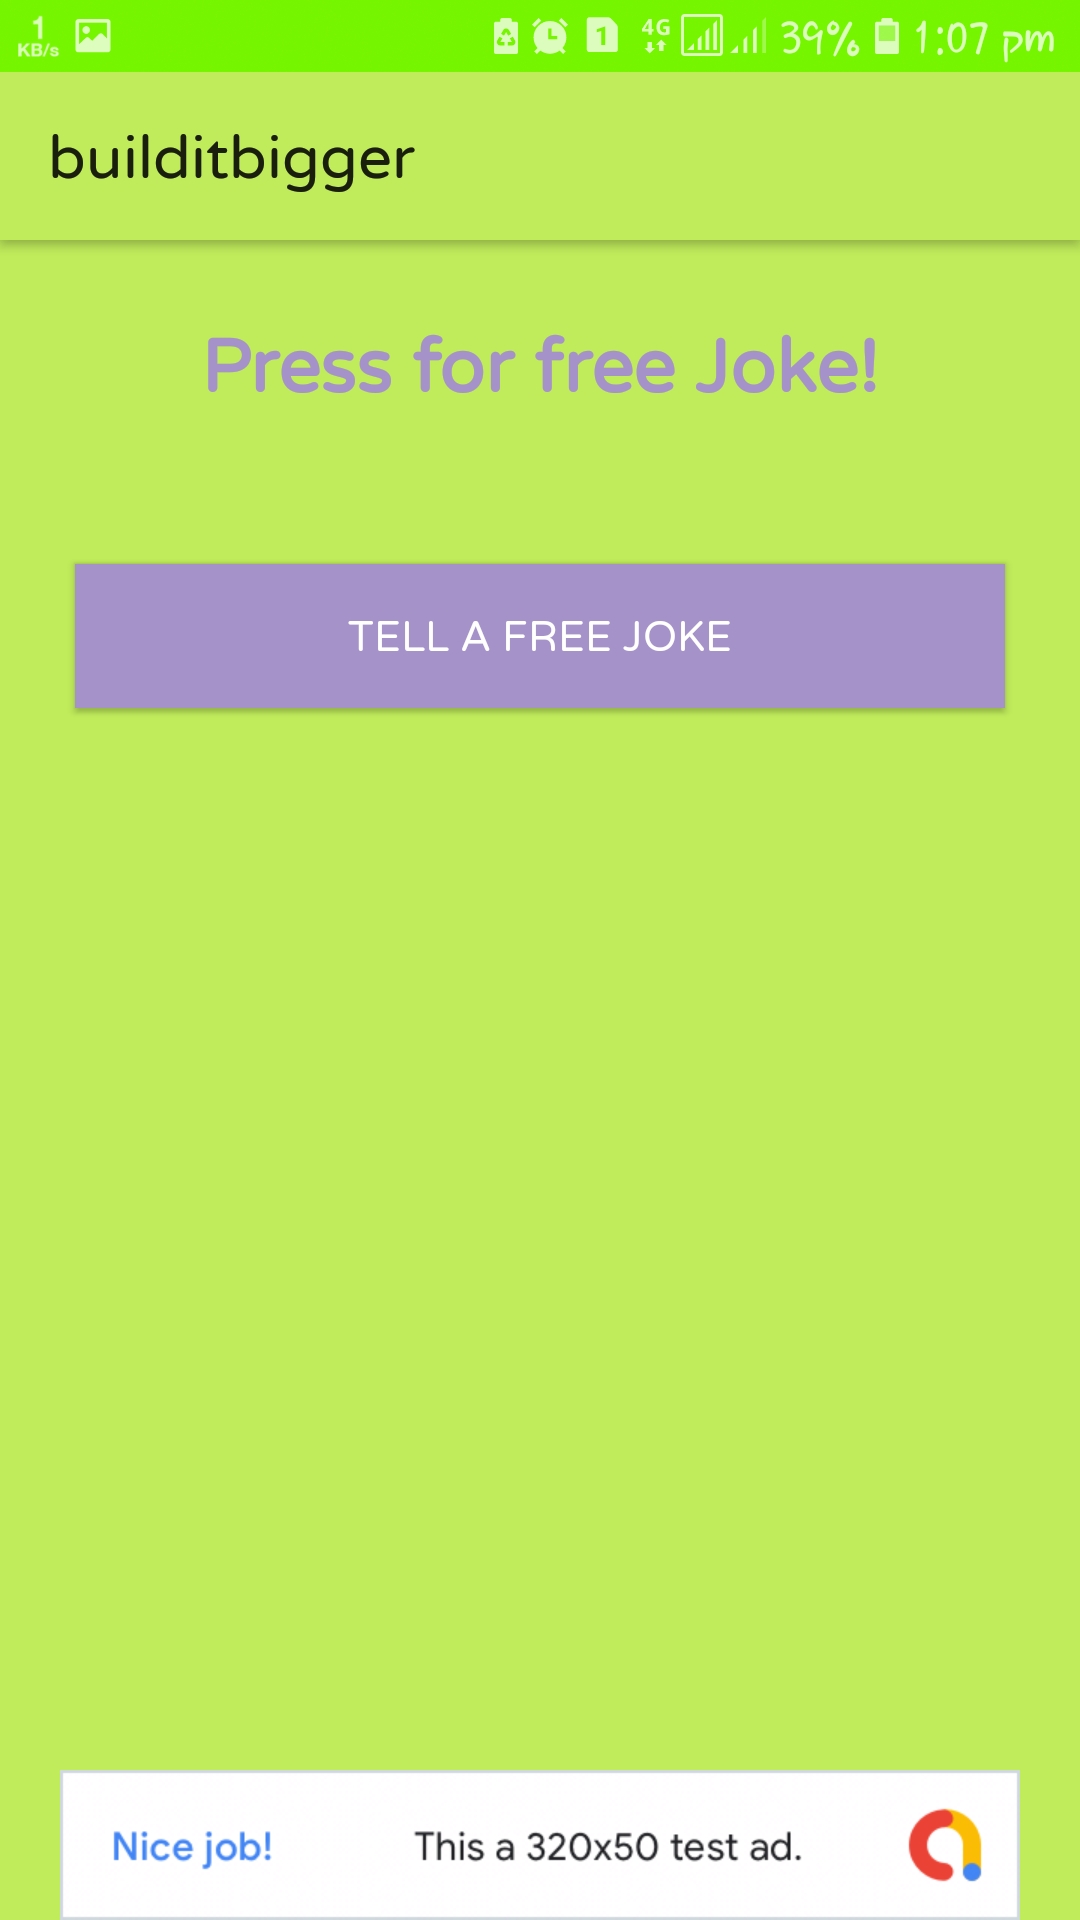 1 KB/s 1 4G 39% 1:07 pm
builditbigger
Press for free Joke!
TELL A FREE JOKE
Nice job! This a 320x50 test ad.